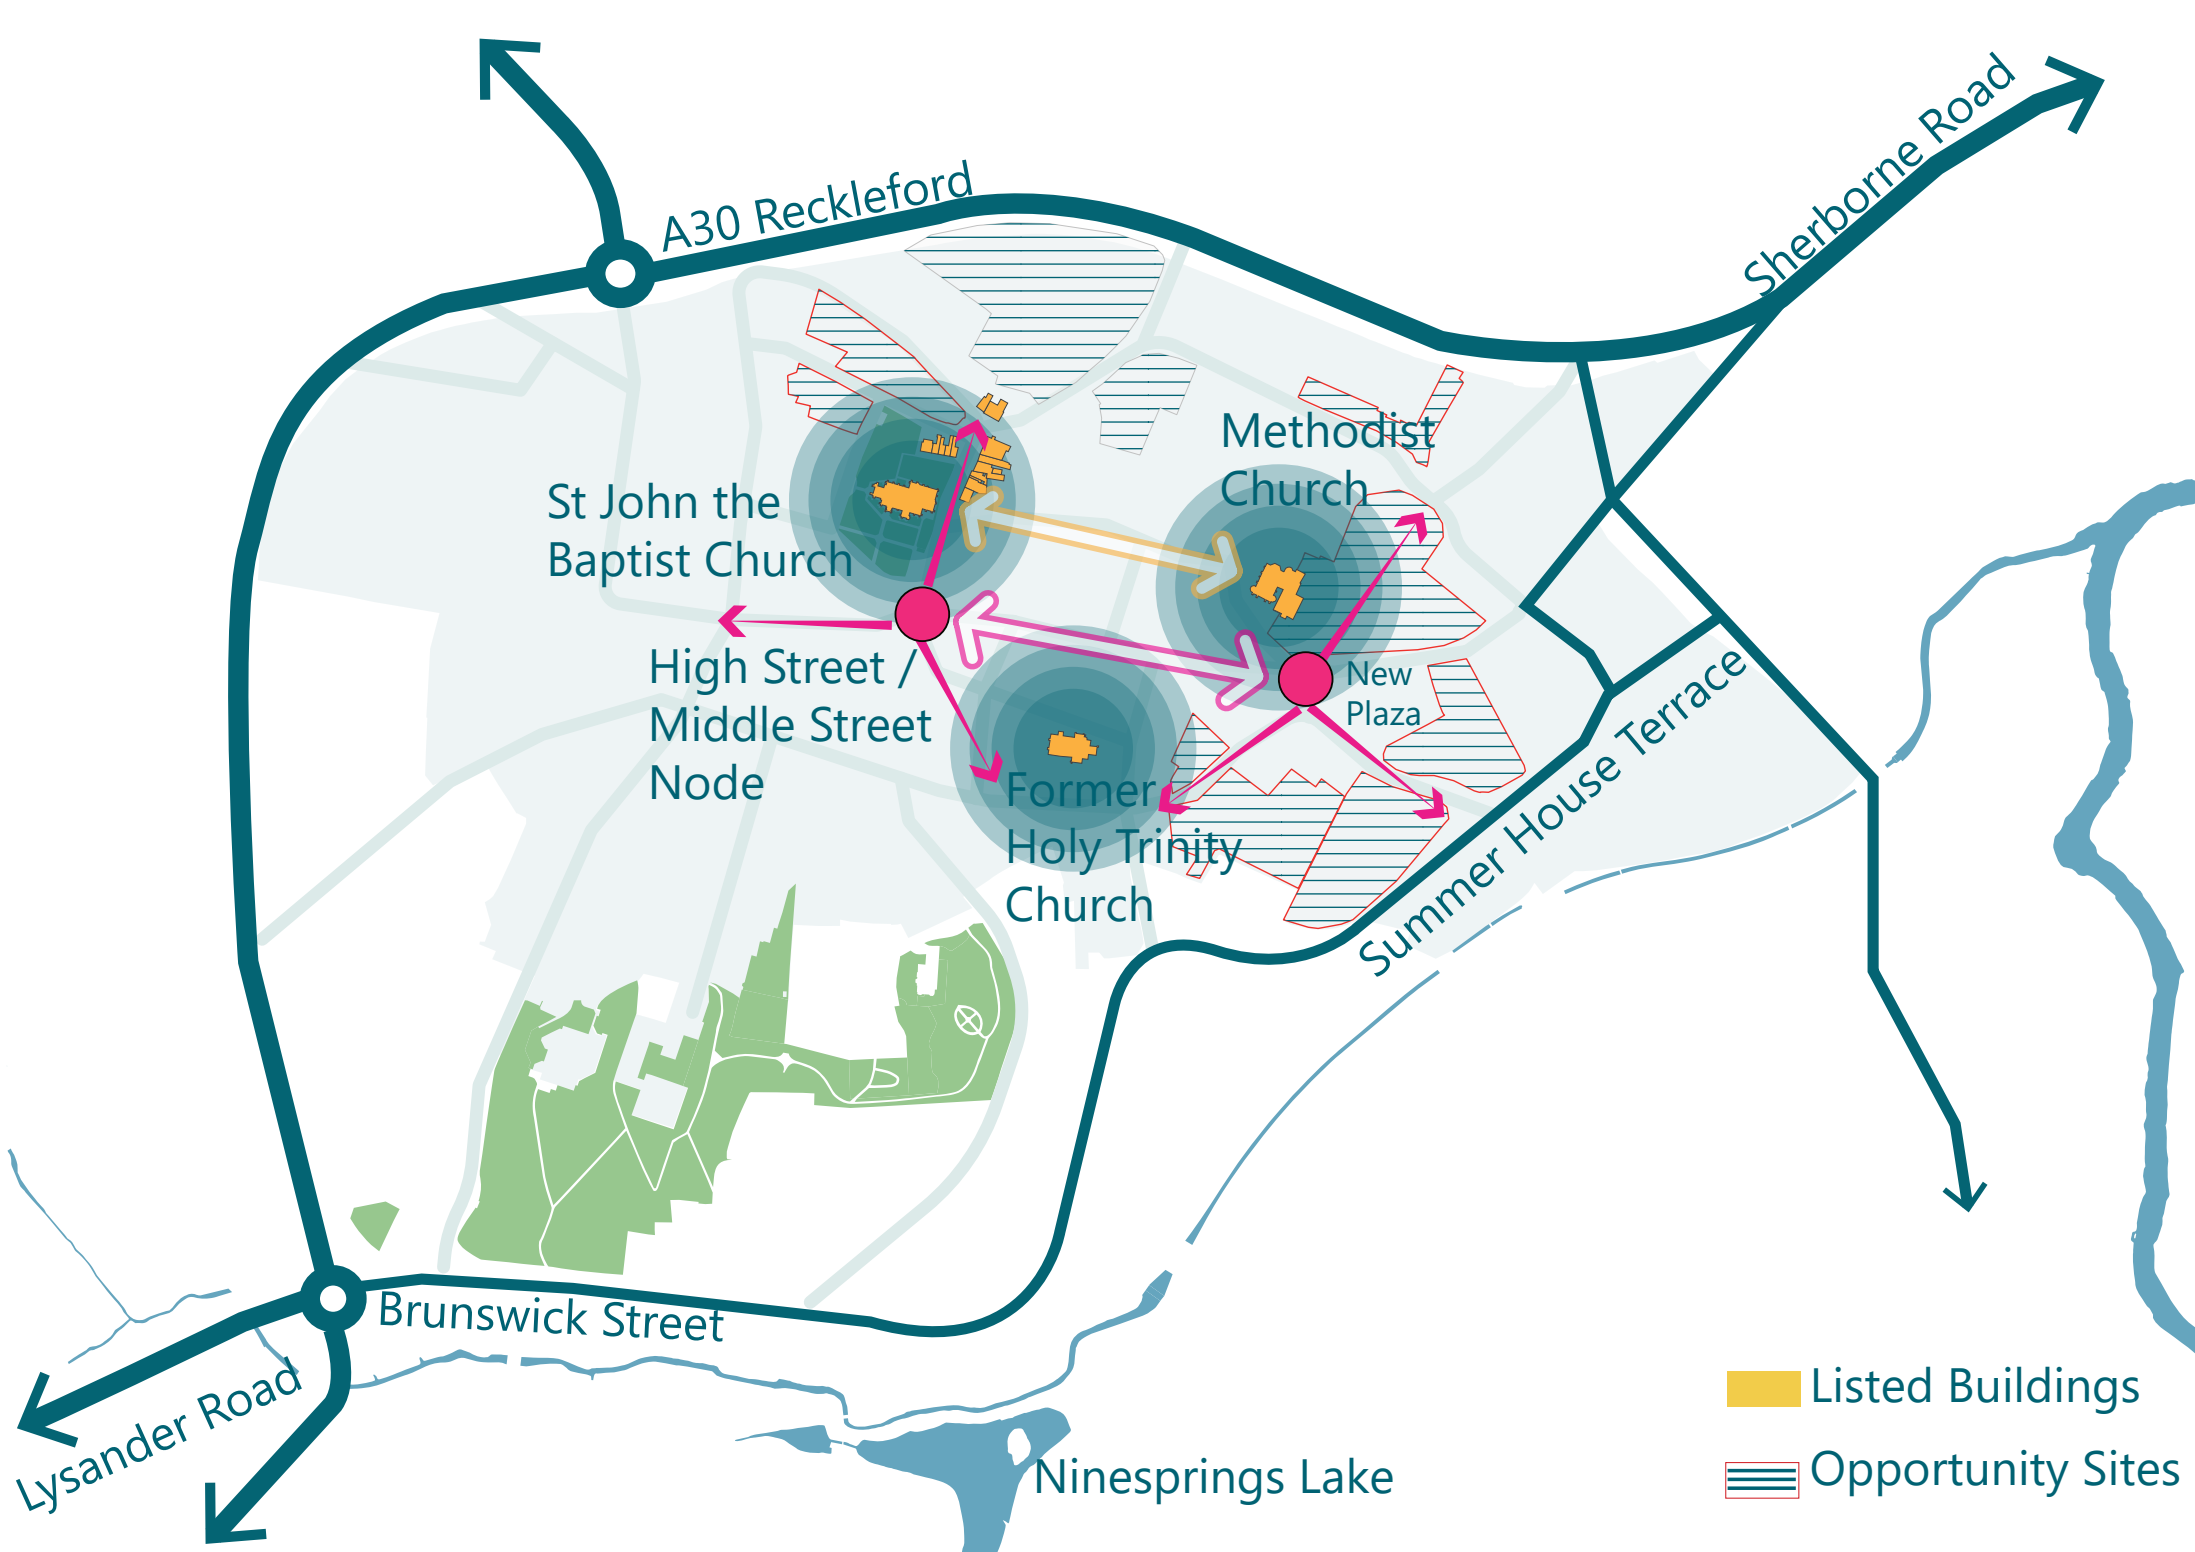 A30 Reckleford
Sherborne Road
Methodist
Church
St John the
Baptist Church
High Street /
Middle Street
Node
New
Plaza
Former
Holy Trinity
Church
Summer House Terrace
Brunswick Street
Lysander Road
Ninesprings Lake
Listed Buildings
Opportunity Sites